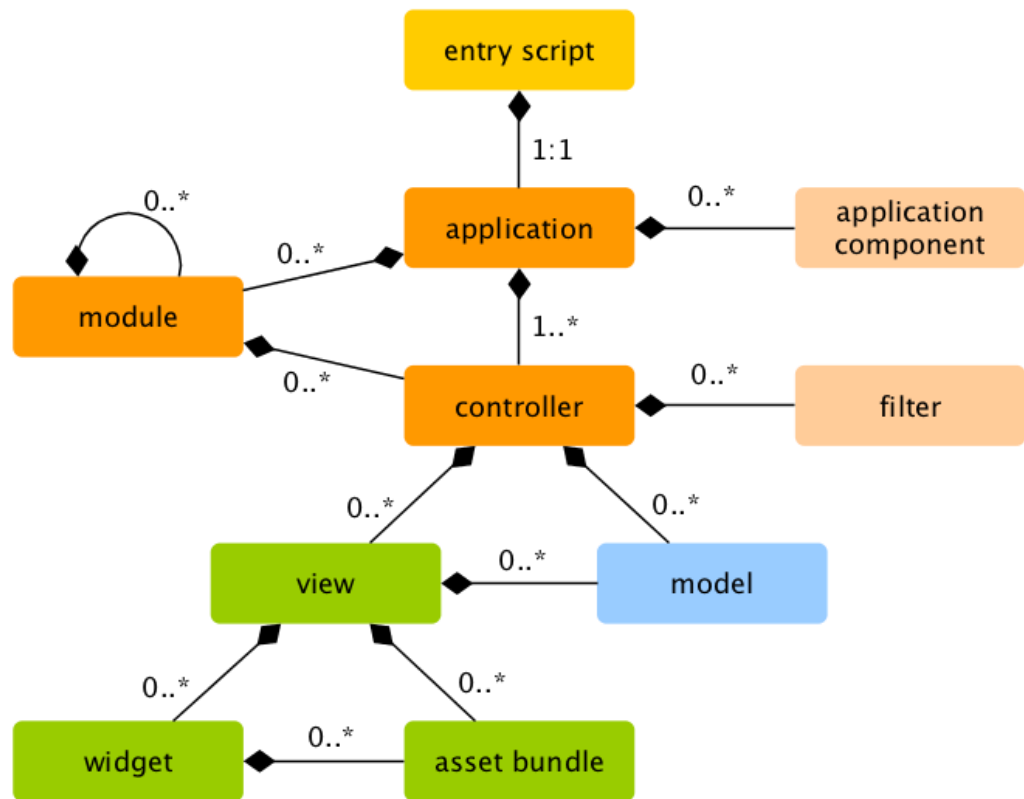 entry script
1:1
0..*
0..*
application
application
component
0..*
module
1..*
0..*
0..*
controller
filter
0..*
0..*
0..*
view
model
0..*
0..*
0..*
widget
asset bundle